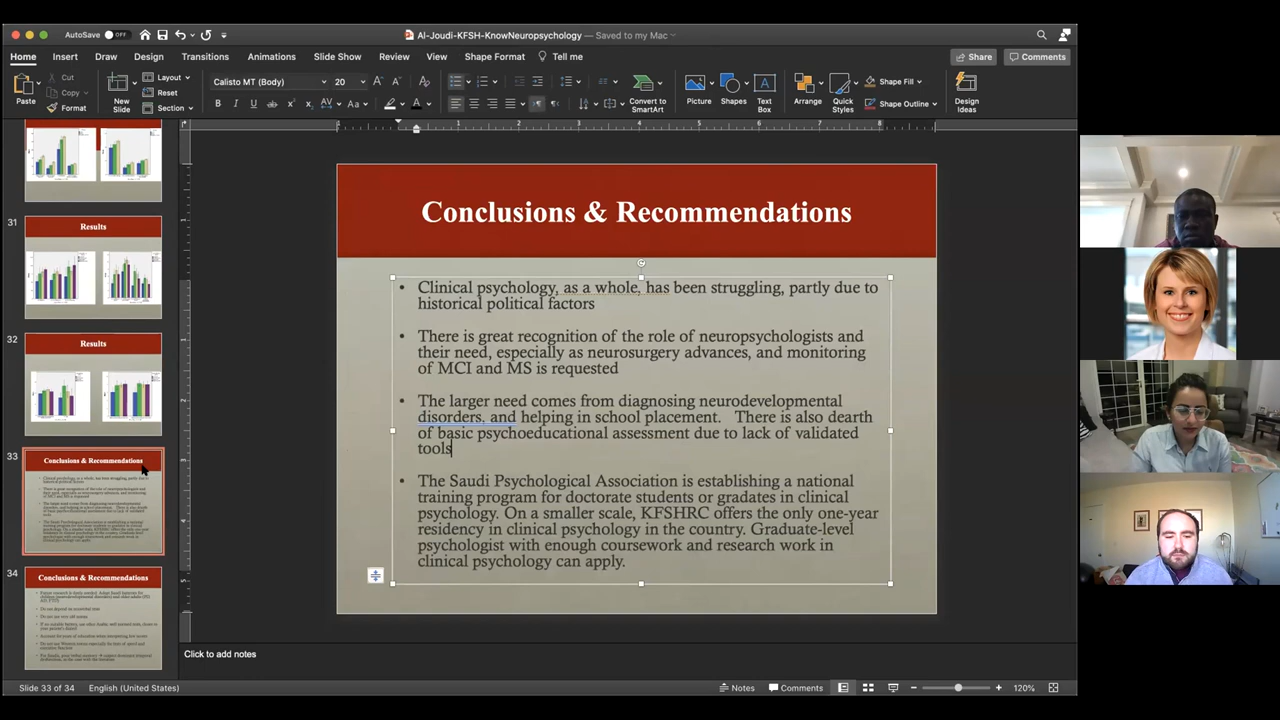 AutoSave OFF
Al-Joudi-KFSH-KnowNeuropsychology — Saved to my Mac
Home Insert Draw Design Transitions Animations Slide Show Review View Shape Format Tell me
Share Comments
Paste
Cut
Copy
Format
New Slide
Layout
Reset
Section
Calisto MT (Body) 20
Convert to SmartArt
Picture
Shapes
Text Box
Arrange
Quick Styles
Shape Fill
Shape Outline
Design Ideas
31
Results
32
Results
33
Conclusions & Recommendations
34
Conclusions & Recommendations
Conclusions & Recommendations
• Clinical psychology, as a whole, has been struggling, partly due to
historical political factors
• There is great recognition of the role of neuropsychologists and
their need, especially as neurosurgery advances, and monitoring
of MCI and MS is requested
• The larger need comes from diagnosing neurodevelopmental
disorders, and helping in school placement. There is also dearth
of basic psychoeducational assessment due to lack of validated
tools
• The Saudi Psychological Association is establishing a national
training program for doctorate students or gradates in clinical
psychology. On a smaller scale, KFSHRC offers the only one-year
residency in clinical psychology in the country. Graduate-level
psychologist with enough coursework and research work in
clinical psychology can apply.
Click to add notes
Slide 33 of 34 English (United States)
Notes Comments 120%